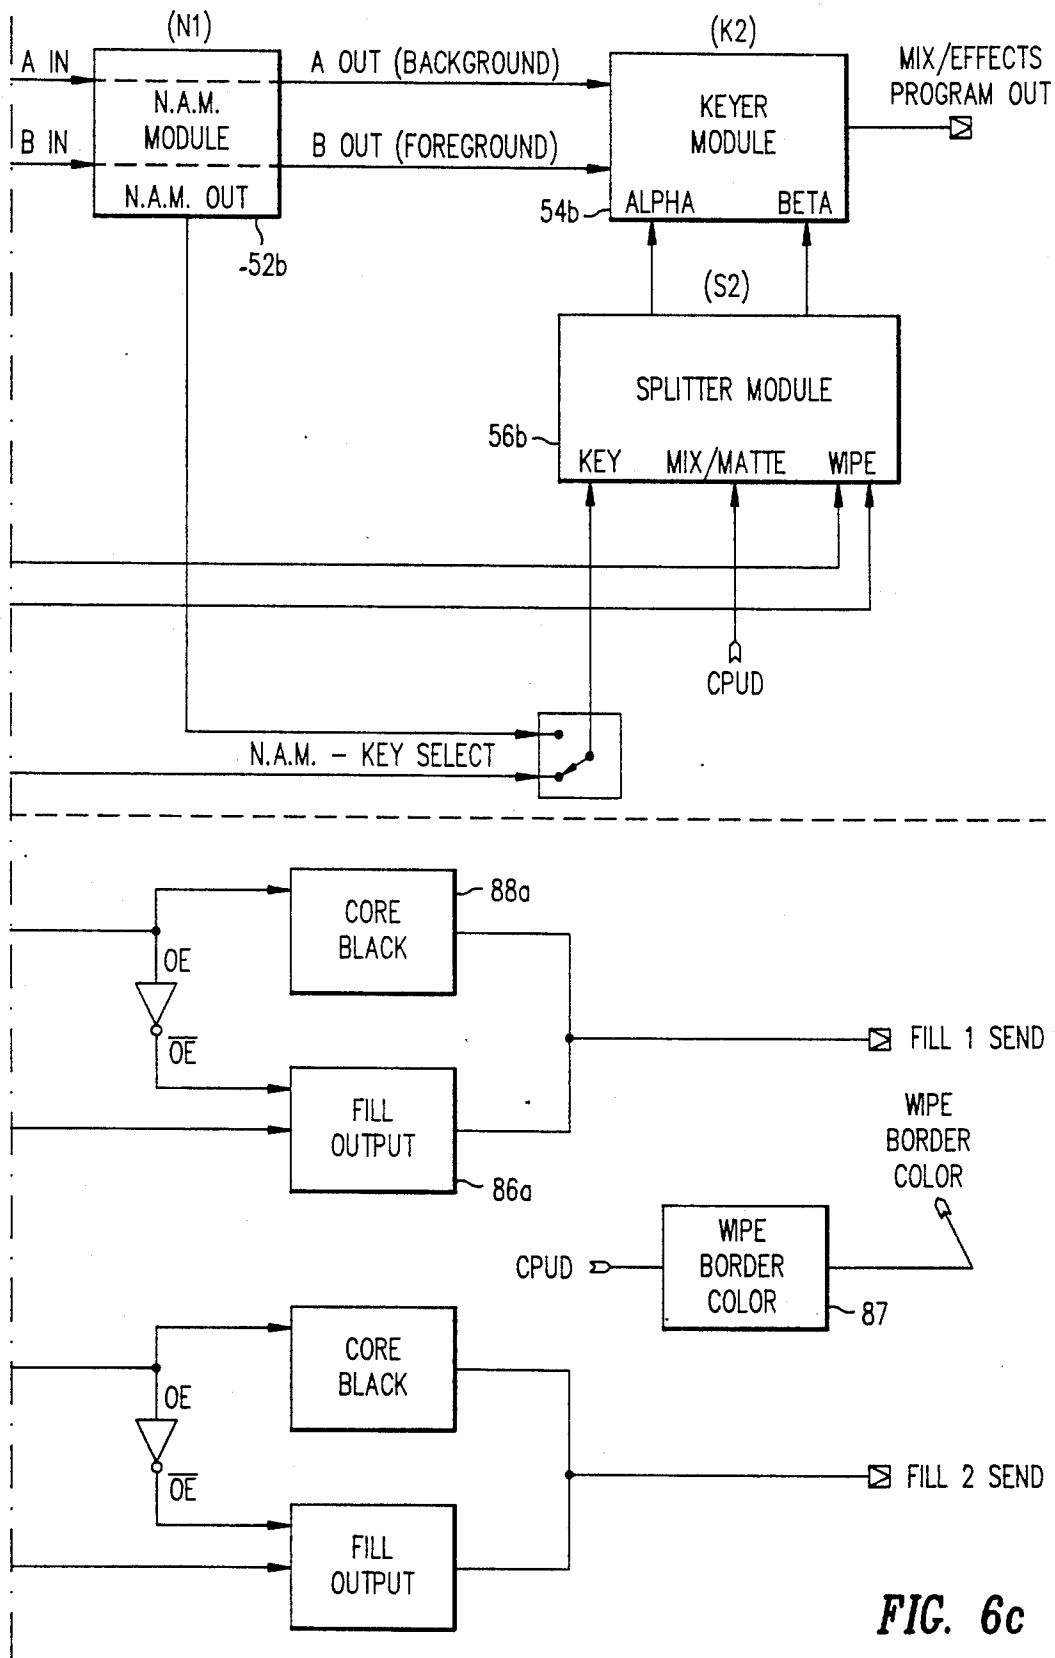 (N1)
(K2)
MIX/EFFECTS
PROGRAM OUT
A IN
A OUT (BACKGROUND)
N.A.M.
MODULE
KEYER
MODULE
B IN
B OUT (FOREGROUND)
N.A.M. OUT
ALPHA
BETA
54b
52b
(S2)
SPLITTER MODULE
56b
KEY
MIX/MATTE
WIPE
CPUD
N.A.M. - KEY SELECT
CORE
BLACK
88a
OE
O̅E̅
FILL 1 SEND
FILL
OUTPUT
86a
WIPE
BORDER
COLOR
CPUD
WIPE
BORDER
COLOR
87
CORE
BLACK
OE
O̅E̅
FILL 2 SEND
FILL
OUTPUT
FIG. 6c